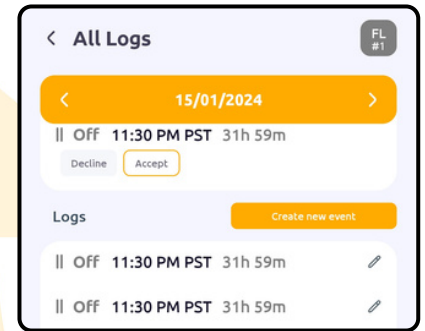 < All Logs
FL
#1
< 15/01/2024 >
|| Off 11:30 PM PST 31h 59m
Decline Accept
Logs Create new event
|| Off 11:30 PM PST 31h 59m
|| Off 11:30 PM PST 31h 59m